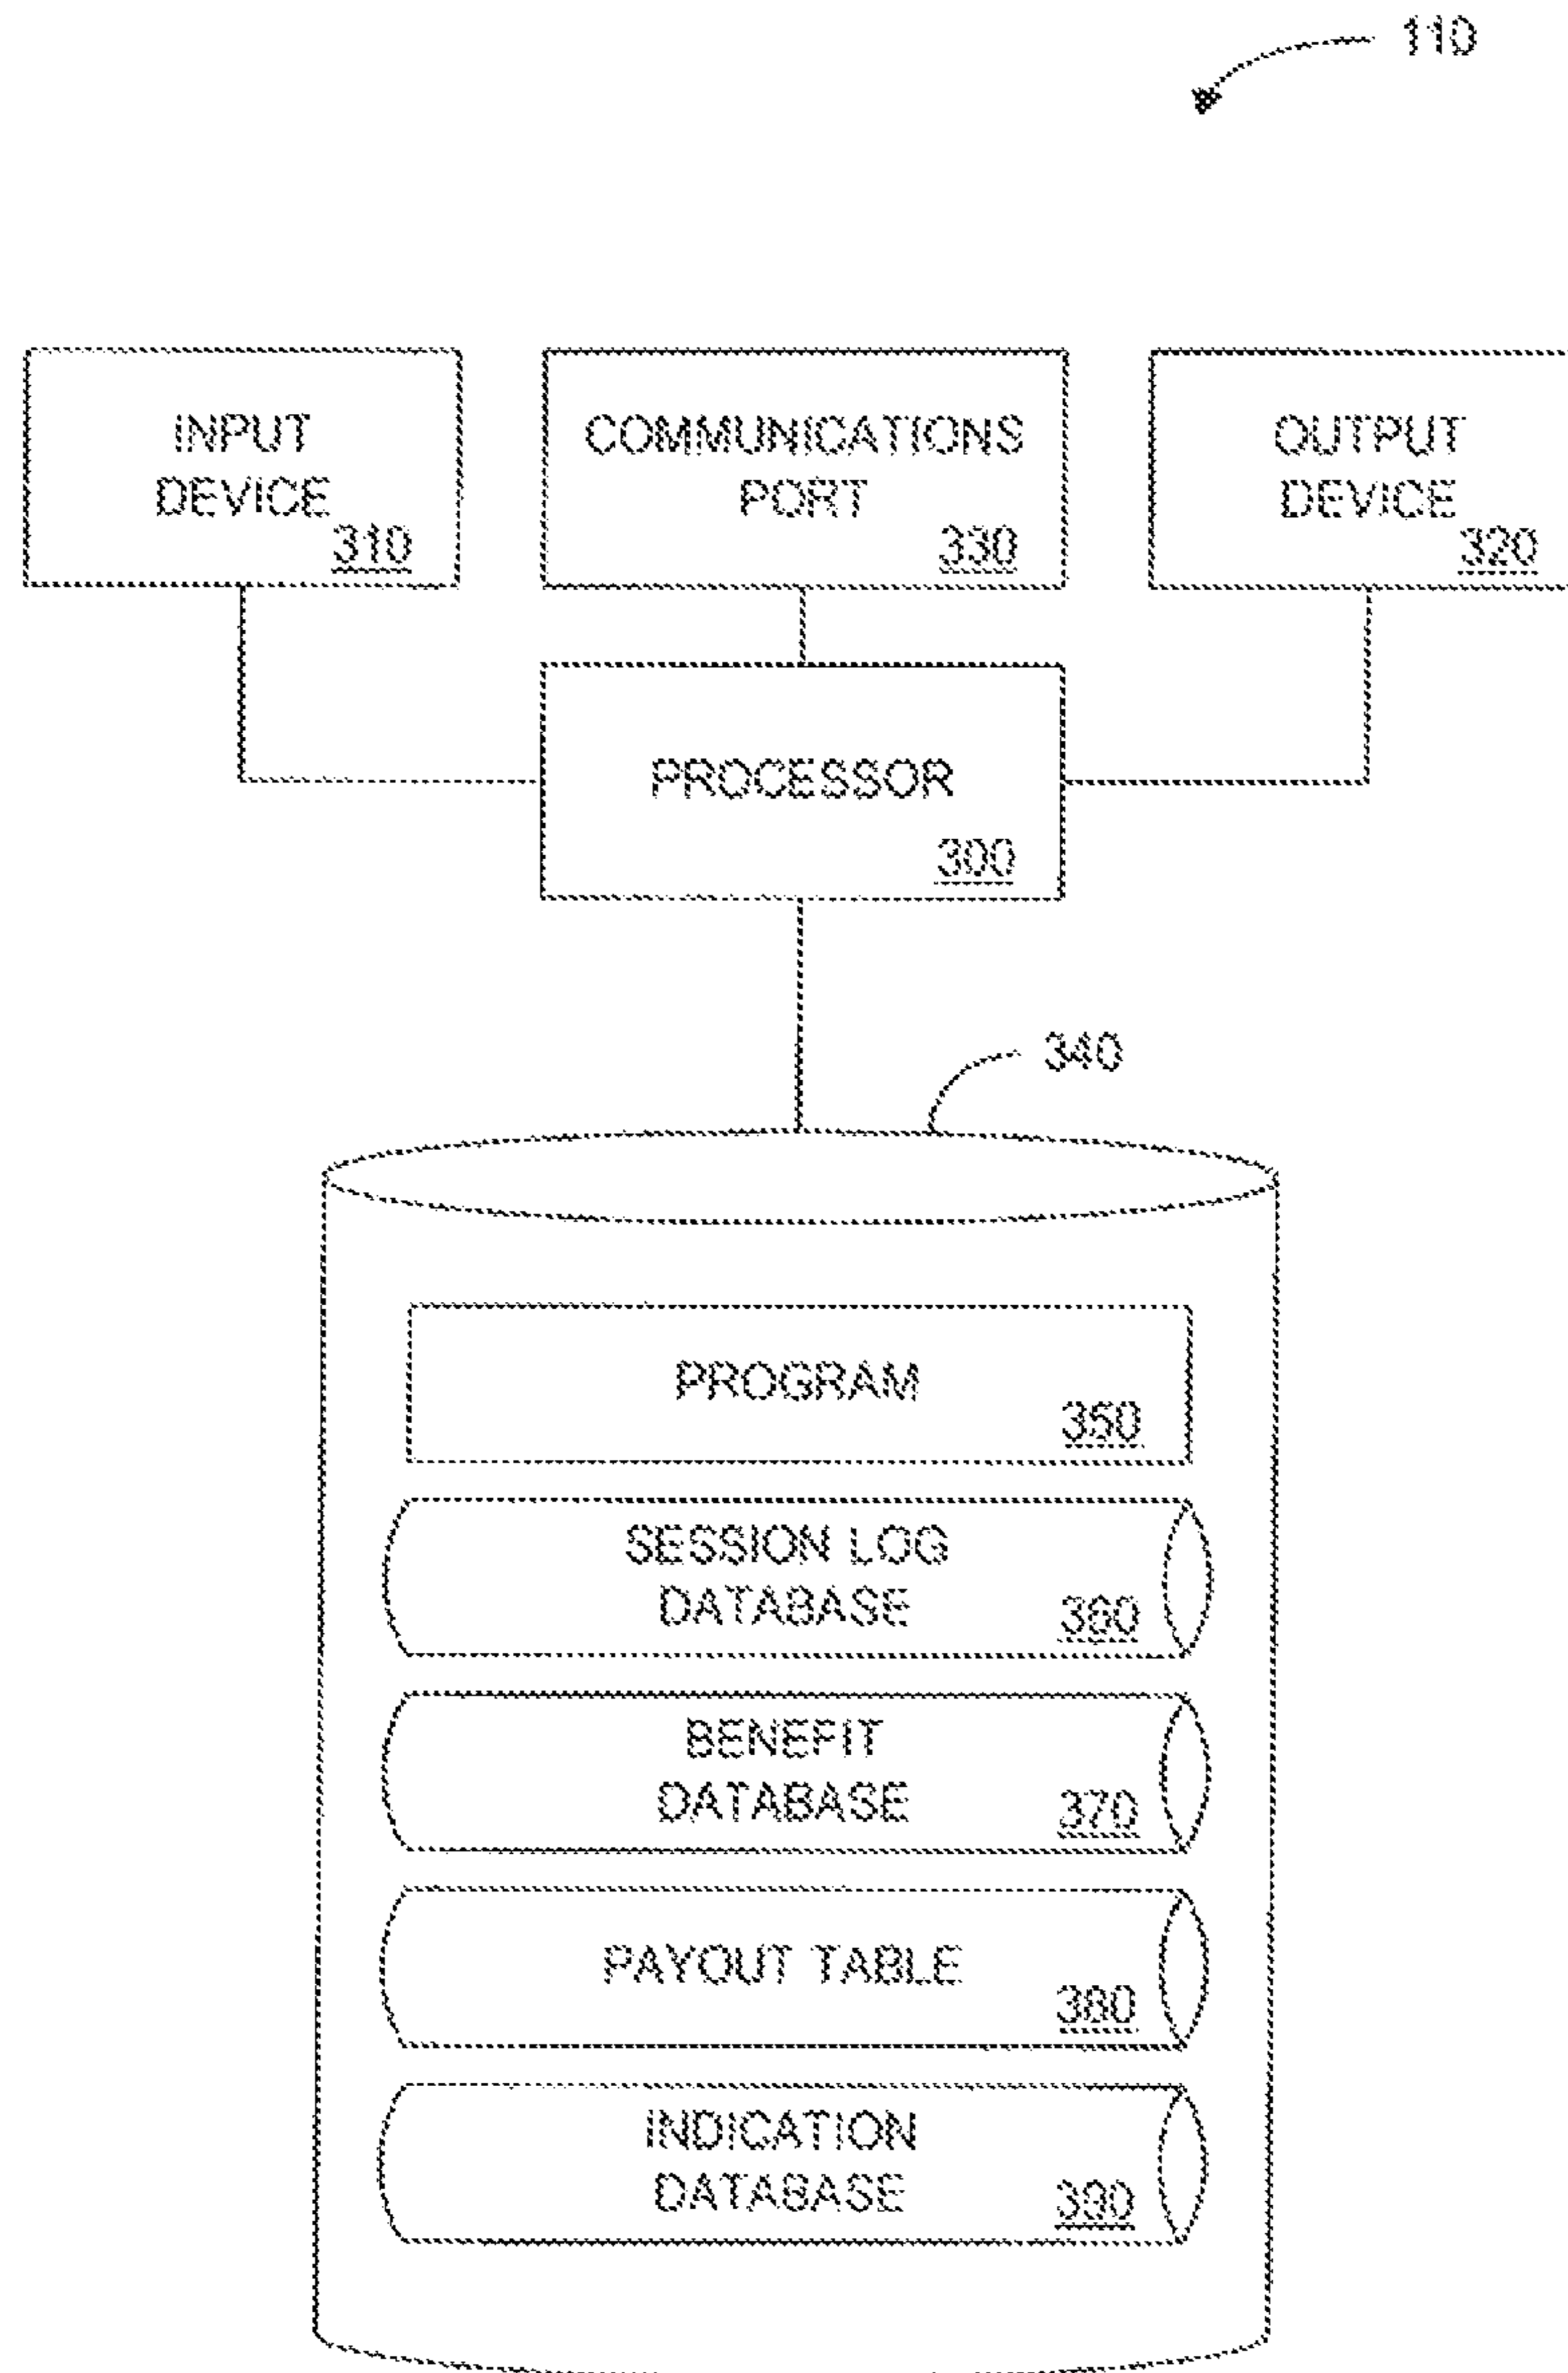 110
INPUT
DEVICE
310
COMMUNICATIONS
PORT
330
OUTPUT
DEVICE
320
PROCESSOR
300
340
PROGRAM
350
SESSION LOG
DATABASE
360
BENEFIT
DATABASE
370
PAYOUT TABLE
380
INDICATION
DATABASE
390